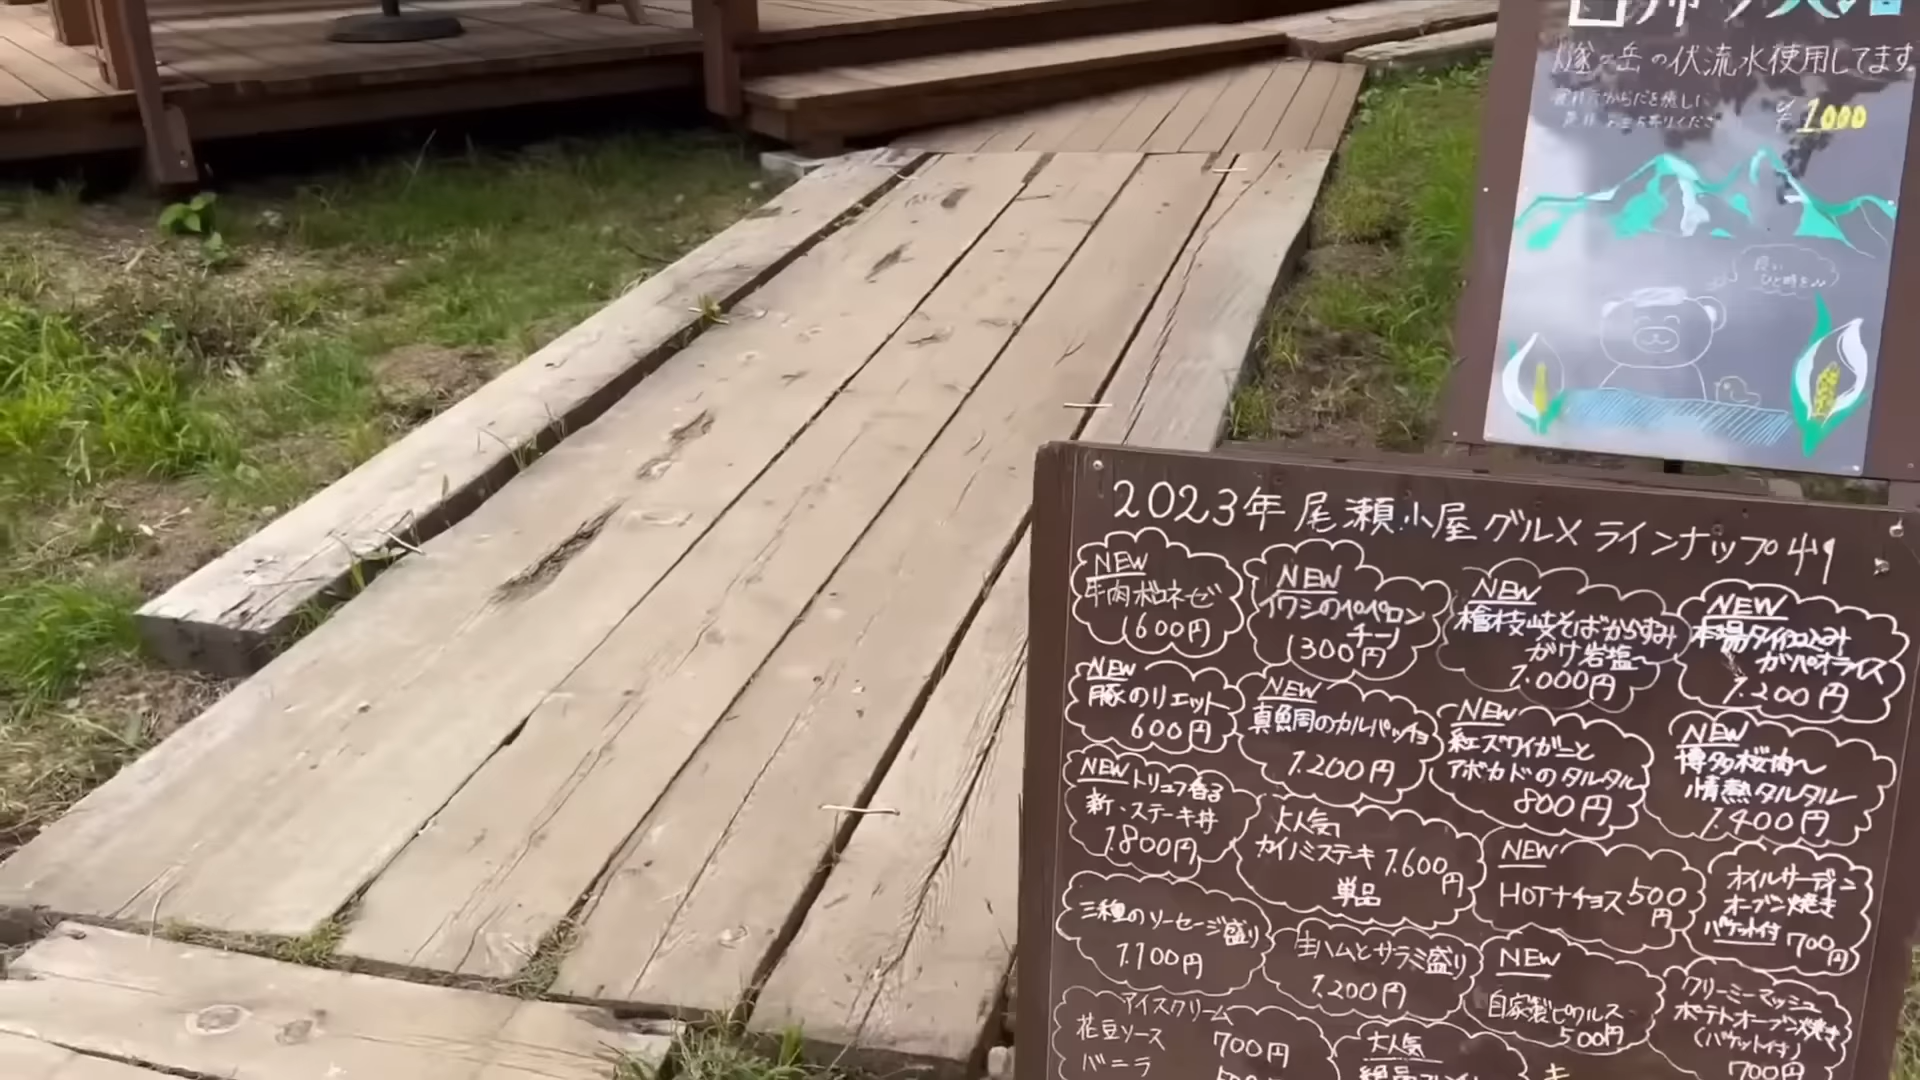 日帰り入浴
燧ヶ岳の伏流水使用してます
¥1000
良い
ひと時を〜
2023年 尾瀬小屋 グルメ ラインナップ
NEW
牛肉ボロネーゼ
1600円
NEW
イワシのペペロン
チーノ
1300円
NEW
檜枝岐そばからすみ
がけ岩塩〜
1.000円
NEW
本場タイ
ガパオライス
1.200円
NEW
豚のリエット
600円
NEW
真鯛のカルパッチョ
1.200円
NEW
紅ズワイガニと
アボカドのタルタル
800円
NEW
博多桜肉〜
情熱タルタル
1.400円
NEW トリュフ香る
新・ステーキ丼
1.800円
大人気
カイノミステーキ 1.600円
単品
NEW
HOTナチョス 500円
オイルサーディン
オーブン焼き
バケット付 700円
三種のソーセージ盛り
1.100円
生ハムとサラミ盛り
1.200円
NEW
自家製ピクルス
500円
クリーミーマッシュ
ポテトオーブン焼き
(バケット付)
700円
アイスクリーム
花豆ソース 700円
バニラ
大人気